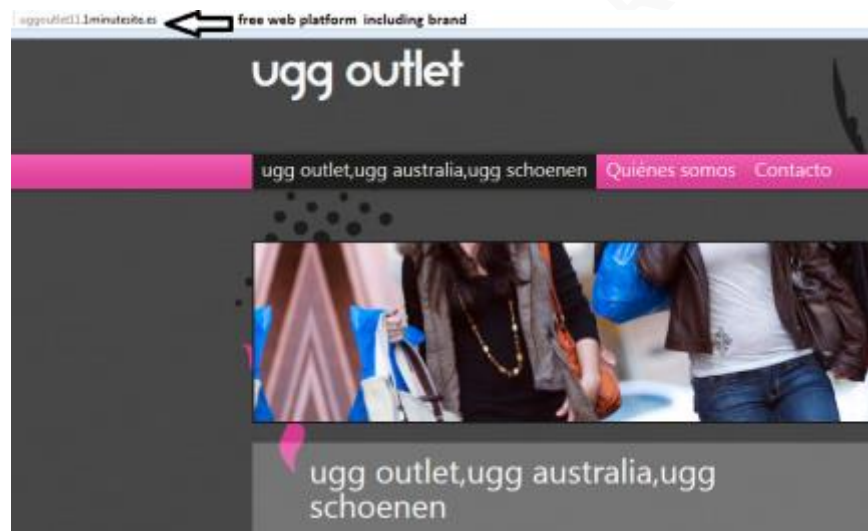 uggoutlet11.1minutesite.es free web platform including brand
ugg outlet
ugg outlet,ugg australia,ugg schoenen Quiénes somos Contacto
ugg outlet,ugg australia,ugg
schoenen